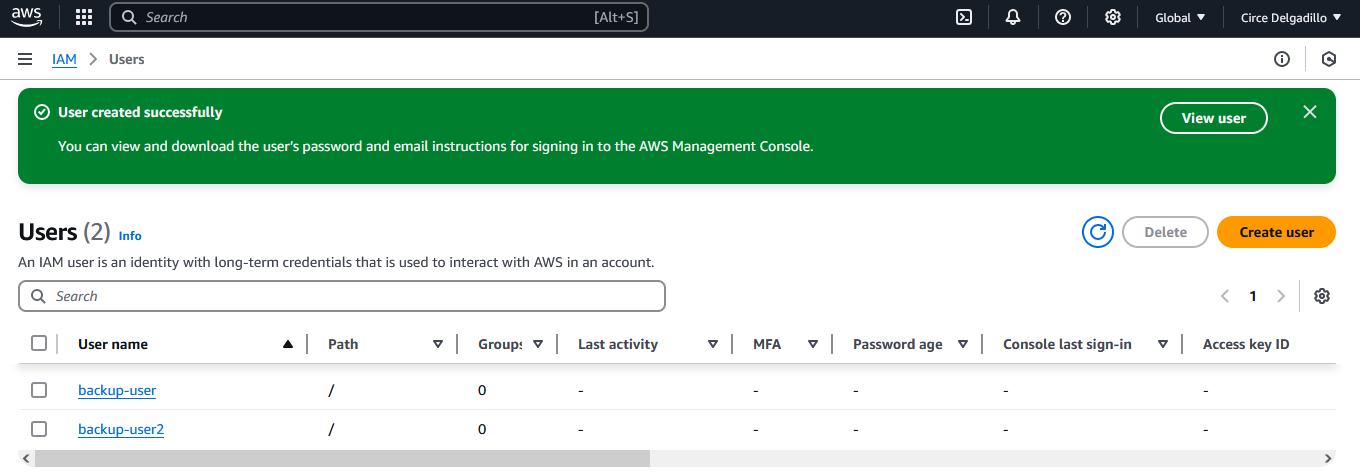 aws Search [Alt+S] Global Circe Delgadillo
IAM Users
User created successfully View user
You can view and download the user's password and email instructions for signing in to the AWS Management Console.
Users (2) Info Delete Create user
An IAM user is an identity with long-term credentials that is used to interact with AWS in an account.
Search 1
User name Path Groups Last activity MFA Password age Console last sign-in Access key ID
backup-user / 0 - - - - -
backup-user2 / 0 - - - - -